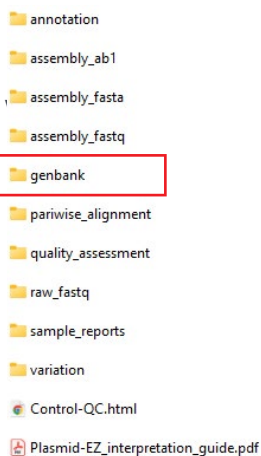 annotation
assembly_ab1
assembly_fasta
assembly_fastq
genbank
pariwise_alignment
quality_assessment
raw_fastq
sample_reports
variation
Control-QC.html
Plasmid-EZ_interpretation_guide.pdf